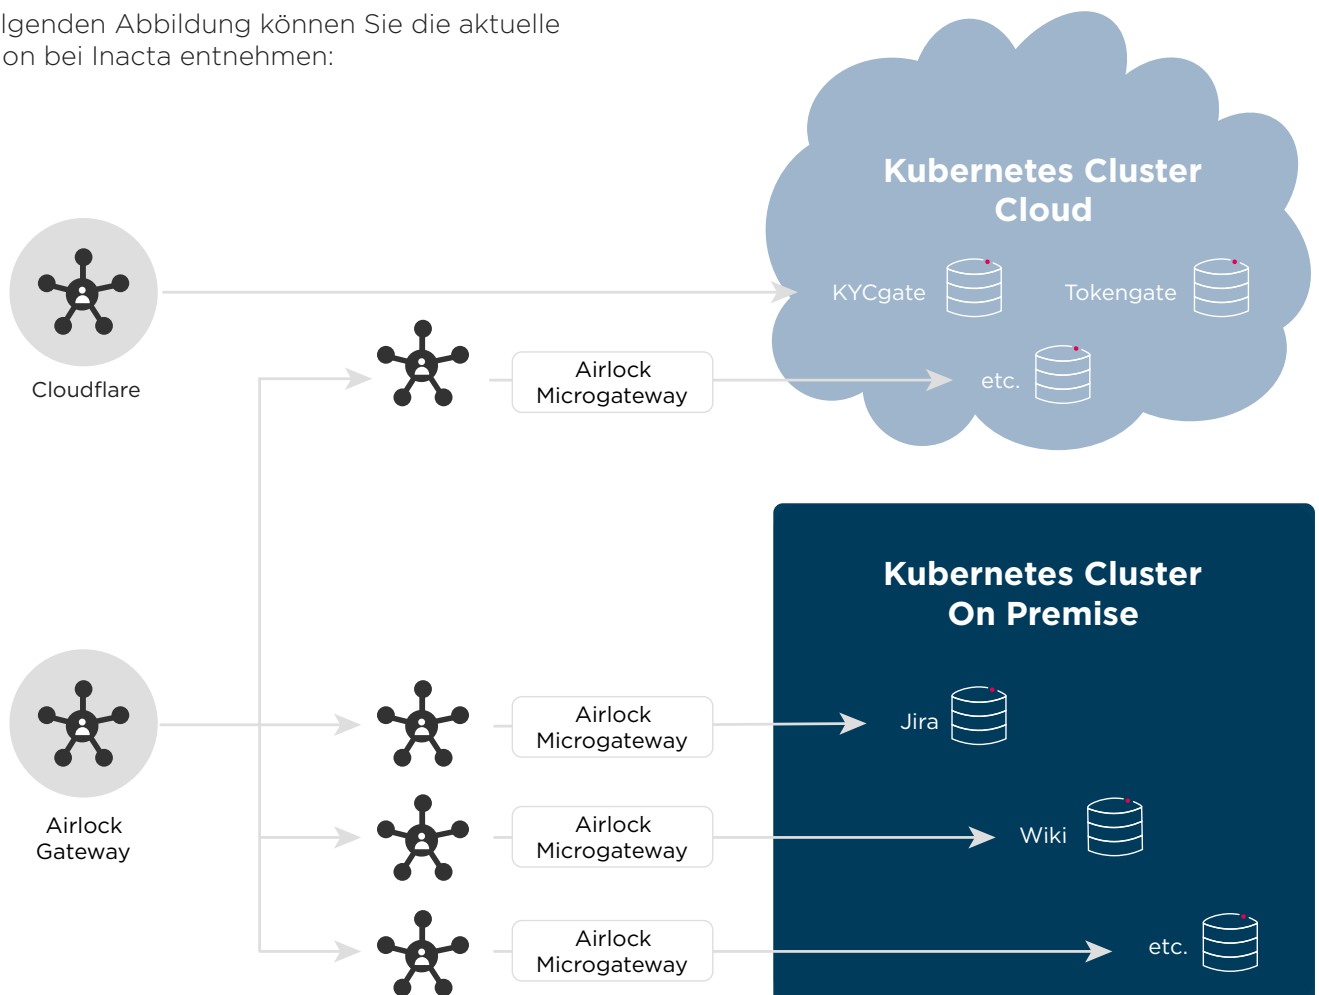 lgenden Abbildung können Sie die aktuelle
on bei Inacta entnehmen:
Kubernetes Cluster
Cloud
KYCgate
Tokengate
Cloudflare
Airlock
Microgateway
etc.
Kubernetes Cluster
On Premise
Airlock
Microgateway
Jira
Airlock
Gateway
Airlock
Microgateway
Wiki
Airlock
Microgateway
etc.